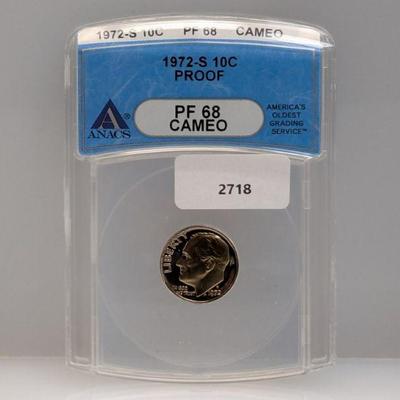 1972-S 10C PF 68 CAMEO
1972-S 10C
PROOF
ANACS
PF 68
CAMEO
AMERICA'S
OLDEST
GRADING
SERVICE™
2718
LIBERTY
IN GOD
WE TRUST
S
1972